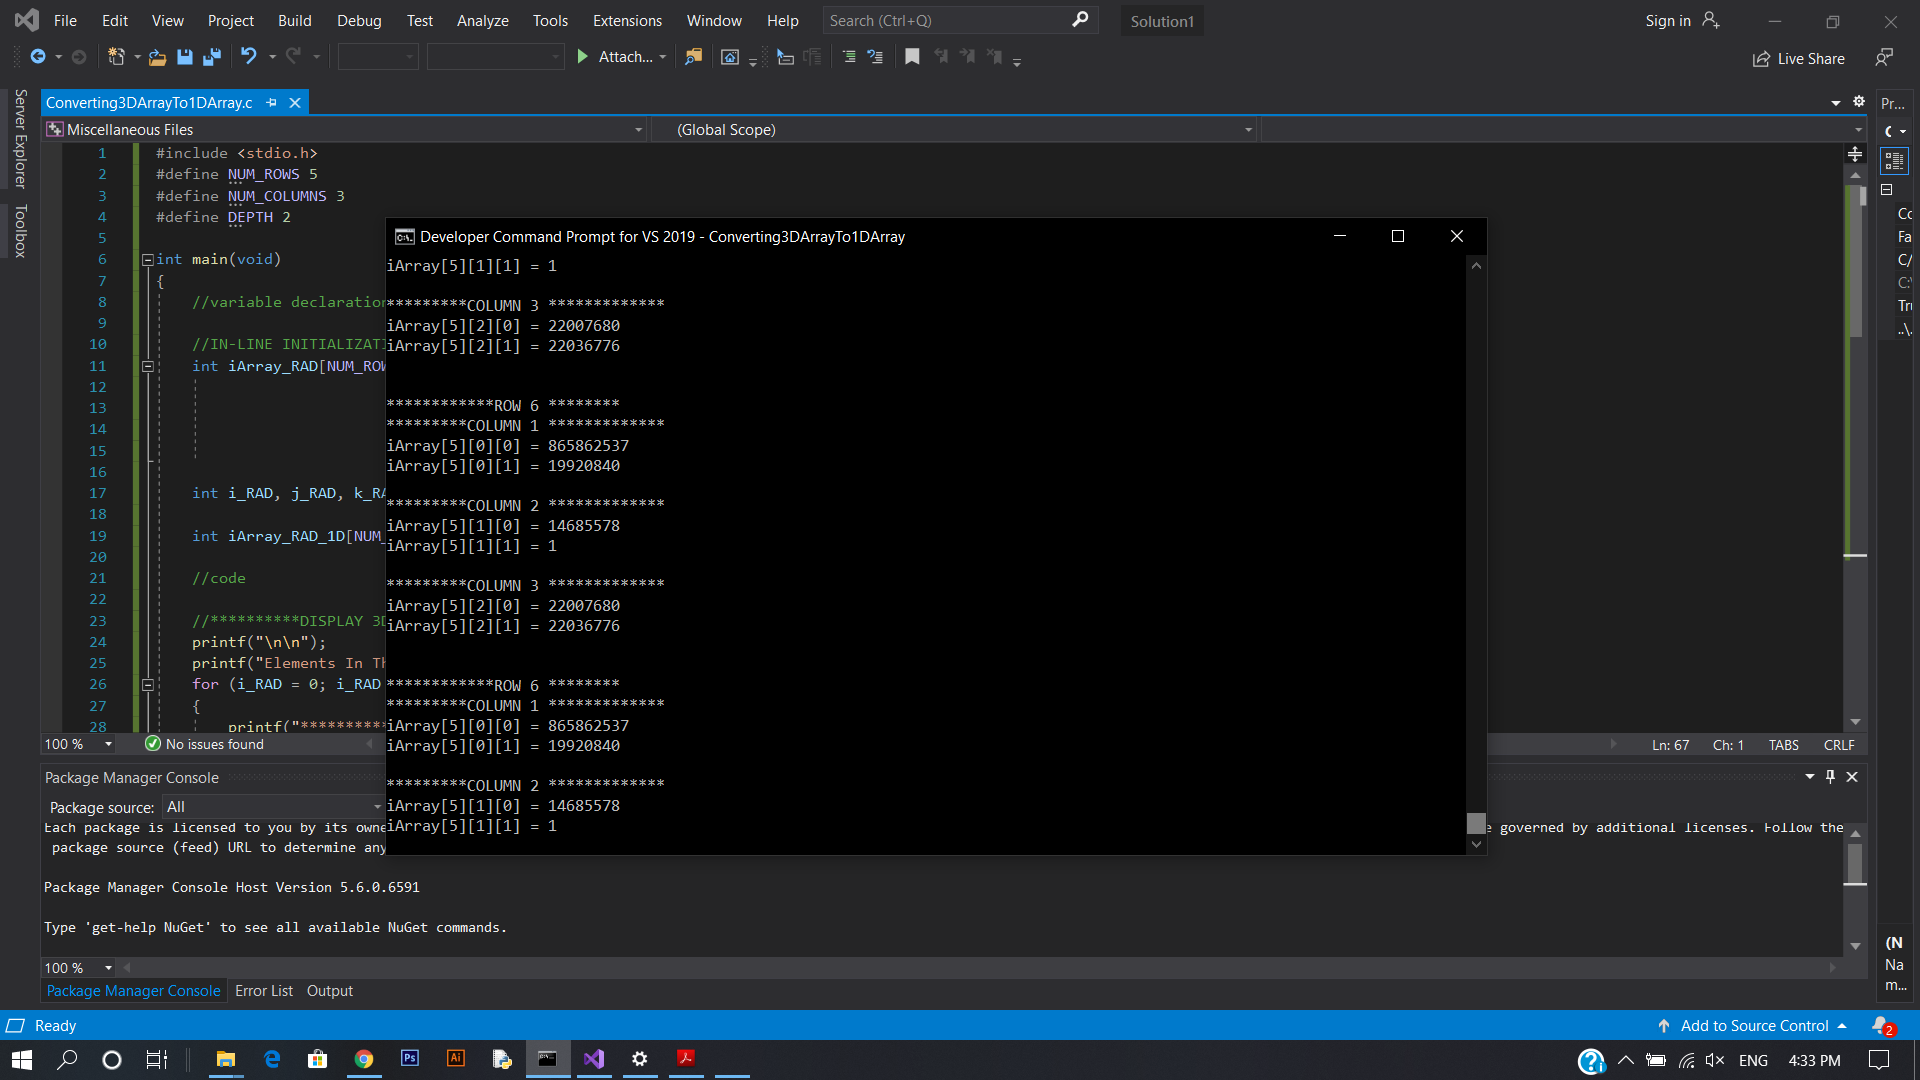 File Edit View Project Build Debug Test Analyze Tools Extensions Window Help Search (Ctrl+Q) Solution1 Sign in
Attach... Live Share
Server Explorer
Toolbox
Converting3DArrayTo1DArray.c
Pr...
Miscellaneous Files (Global Scope)
1 #include <stdio.h>
2 #define NUM_ROWS 5
3 #define NUM_COLUMNS 3
4 #define DEPTH 2
5
6 int main(void)
7 {
8 //variable declaration
9
10 //IN-LINE INITIALIZATI
11 int iArray_RAD[NUM_ROW
12
13
14
15
16
17 int i_RAD, j_RAD, k_RA
18
19 int iArray_RAD_1D[NUM_
20
21 //code
22
23 //**********DISPLAY 3D
24 printf("\n\n");
25 printf("Elements In Th
26 for (i_RAD = 0; i_RAD
27 {
28 printf("**********
Developer Command Prompt for VS 2019 - Converting3DArrayTo1DArray
iArray[5][1][1] = 1
*********COLUMN 3 *************
iArray[5][2][0] = 22007680
iArray[5][2][1] = 22036776
************ROW 6 ********
*********COLUMN 1 *************
iArray[5][0][0] = 865862537
iArray[5][0][1] = 19920840
*********COLUMN 2 *************
iArray[5][1][0] = 14685578
iArray[5][1][1] = 1
*********COLUMN 3 *************
iArray[5][2][0] = 22007680
iArray[5][2][1] = 22036776
************ROW 6 ********
*********COLUMN 1 *************
iArray[5][0][0] = 865862537
iArray[5][0][1] = 19920840
*********COLUMN 2 *************
iArray[5][1][0] = 14685578
iArray[5][1][1] = 1
C
Co
Fa
C/
C:\
Tru
..\.
100 % No issues found Ln: 67 Ch: 1 TABS CRLF
Package Manager Console
Package source: All
Each package is licensed to you by its owne e governed by additional licenses. Follow the
package source (feed) URL to determine any
Package Manager Console Host Version 5.6.0.6591
Type 'get-help NuGet' to see all available NuGet commands.
100 %
(N
Na
m...
Package Manager Console Error List Output
Ready Add to Source Control 2
Ps Ai ENG 4:33 PM